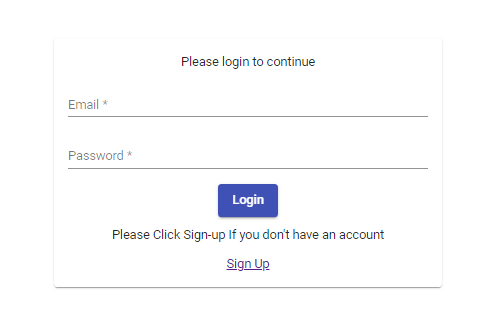 Please login to continue
Email *
Password *
Login
Please Click Sign-up If you don't have an account
Sign Up